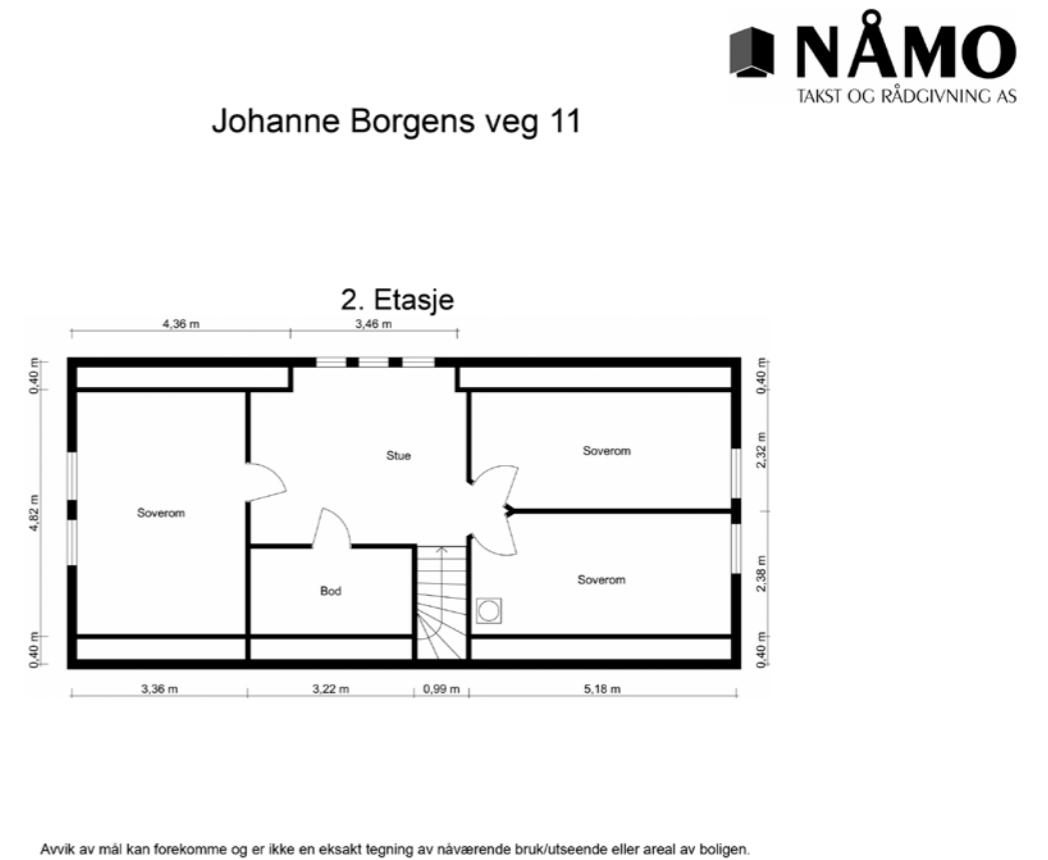 NÅMO
TAKST OG RÅDGIVNING AS
Johanne Borgens veg 11
2. Etasje
4,36 m
3,46 m
0,40 m
0,40 m
Stue
Soverom
2,32 m
Soverom
4,82 m
Soverom
2,38 m
Bod
0,40 m
0,40 m
3,36 m
3,22 m
0,99 m
5,18 m
Avvik av mål kan forekomme og er ikke en eksakt tegning av nåværende bruk/utseende eller areal av boligen.